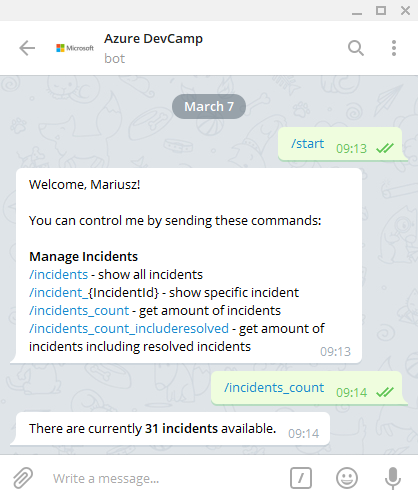 Microsoft
Azure DevCamp
bot
March 7
/start 09:13
Welcome, Mariusz!
You can control me by sending these commands:
Manage Incidents
/incidents - show all incidents
/incident_{IncidentId} - show specific incident
/incidents_count - get amount of incidents
/incidents_count_includeresolved - get amount of
incidents including resolved incidents
09:13
/incidents_count 09:14
There are currently 31 incidents available. 09:14
Write a message...
/